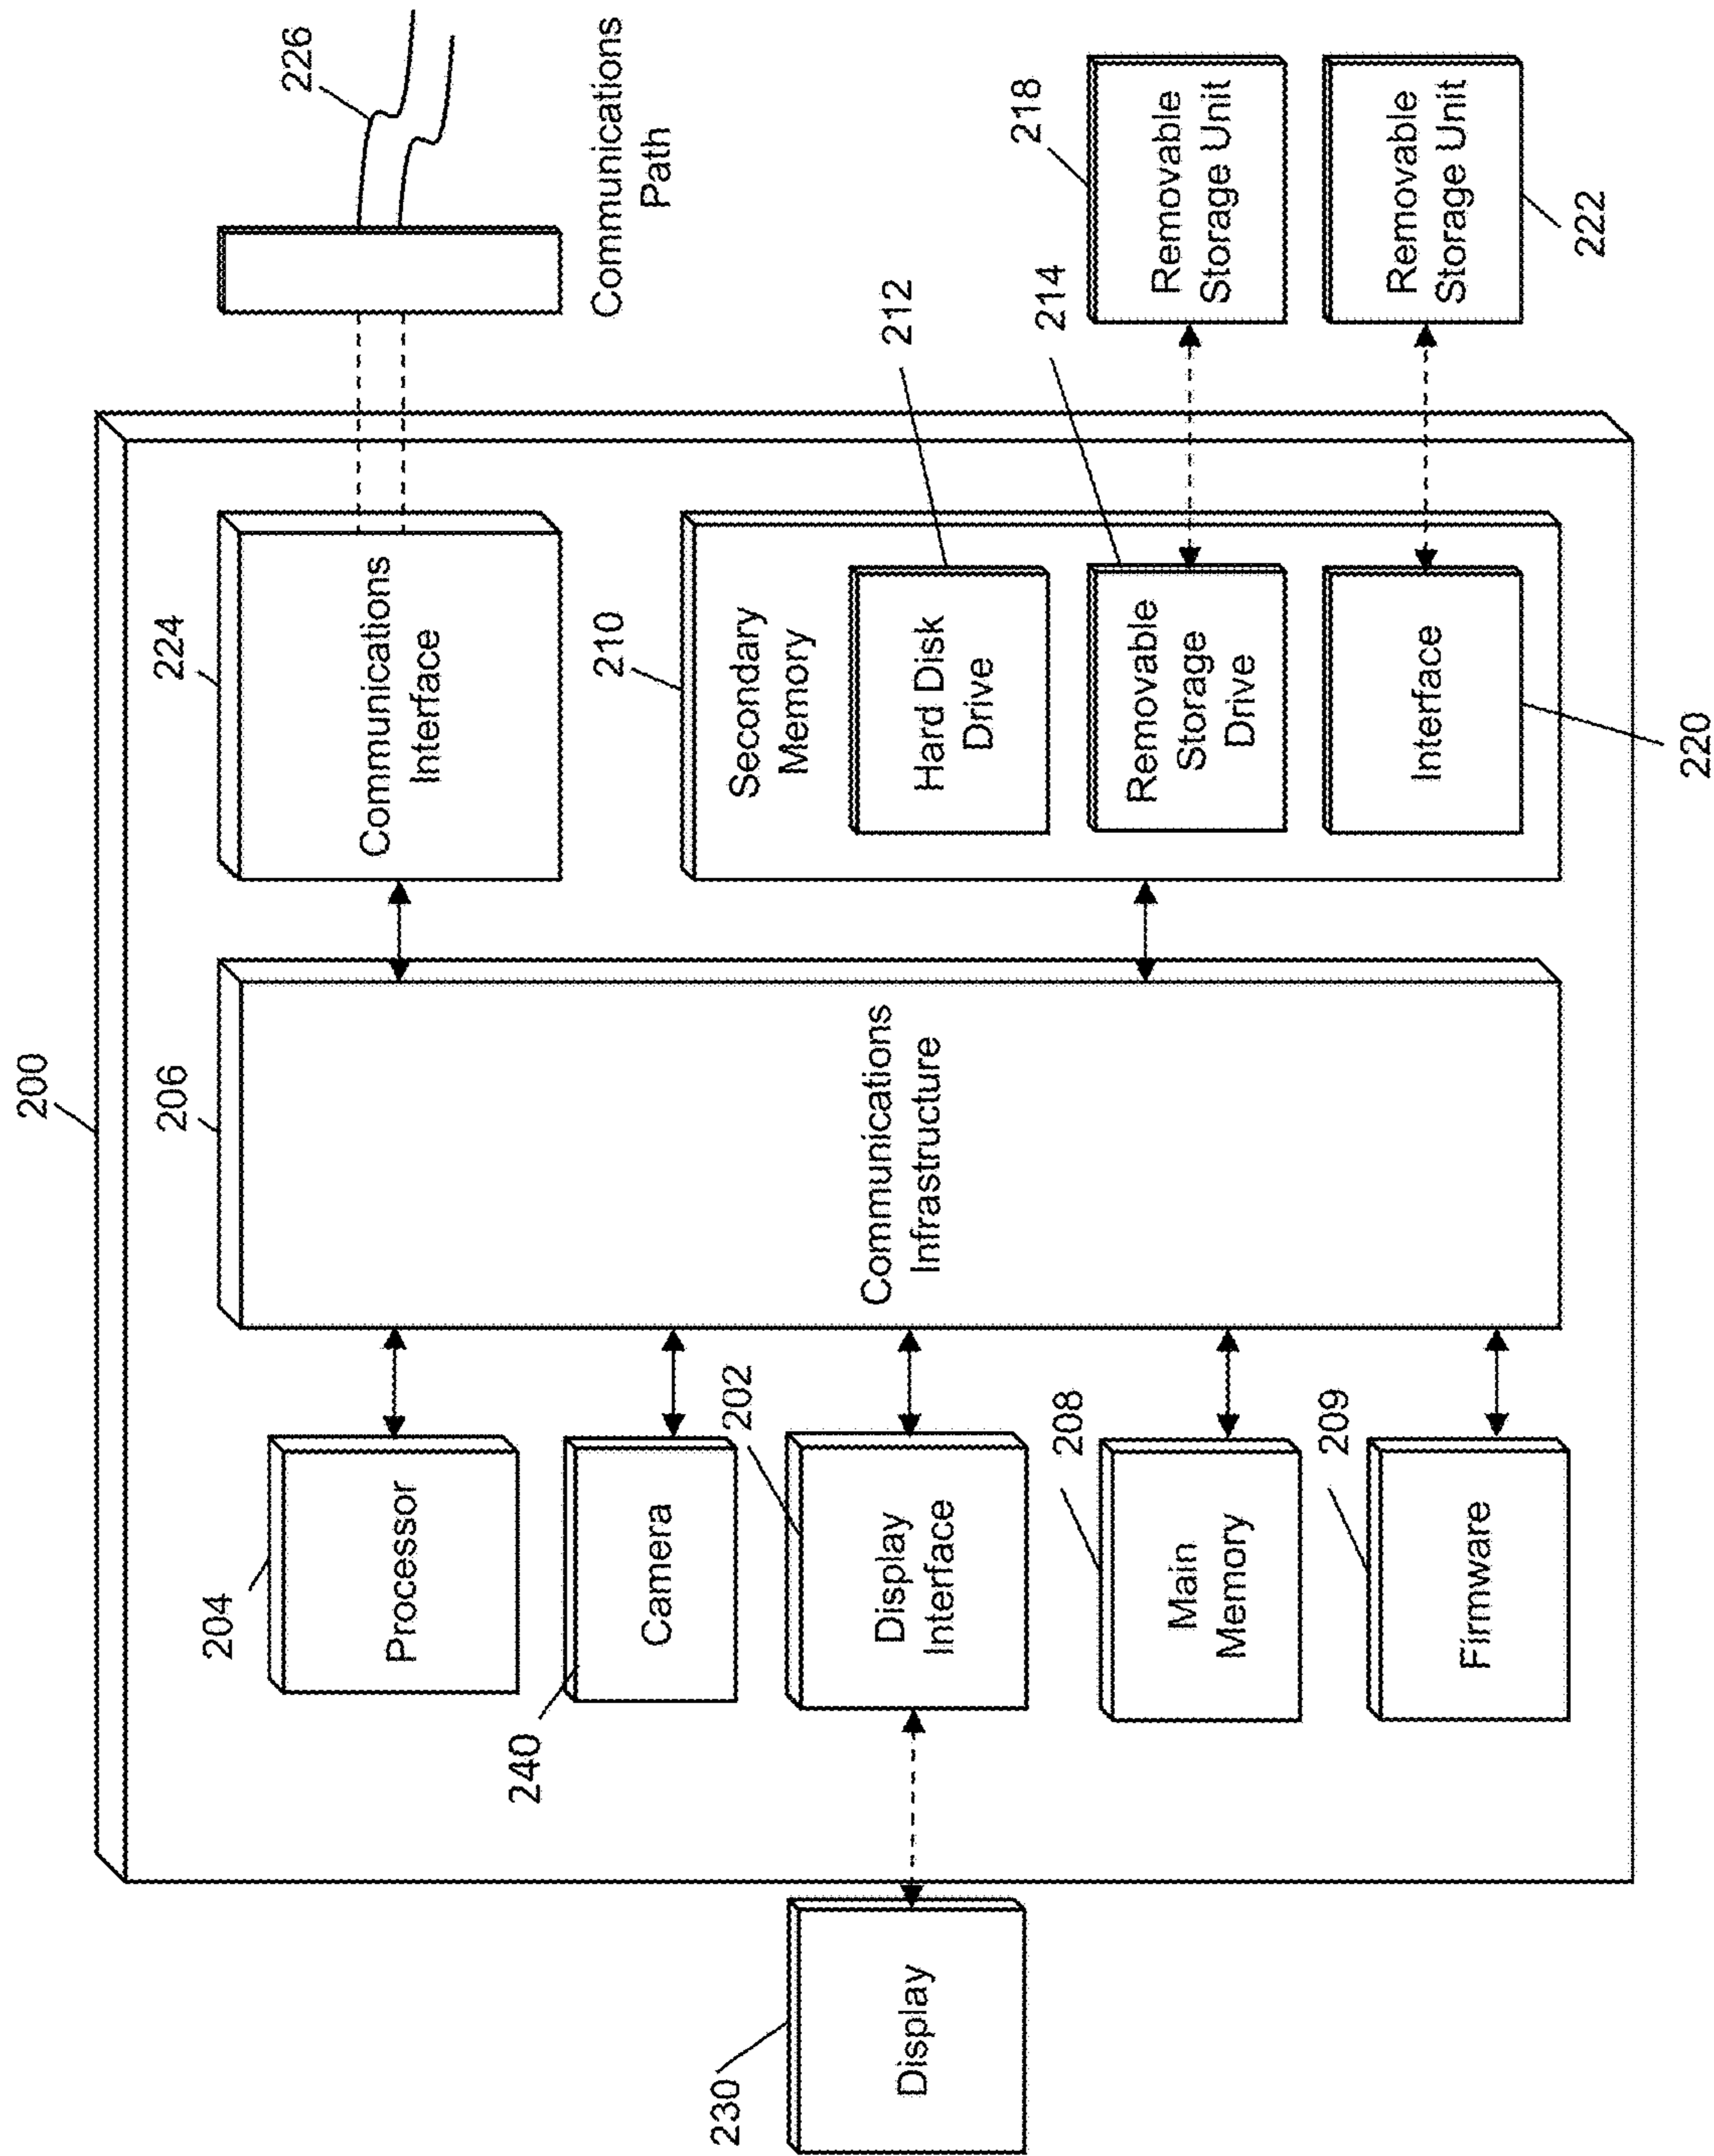 200
204
Processor
240
Camera
202
Display
Interface
230
Display
208
Main
Memory
209
Firmware
206
Communications
Infrastructure
224
Communications
Interface
226
Communications
Path
210
Secondary
Memory
212
Hard Disk
Drive
214
Removable
Storage
Drive
218
Removable
Storage Unit
Interface
220
Removable
Storage Unit
222